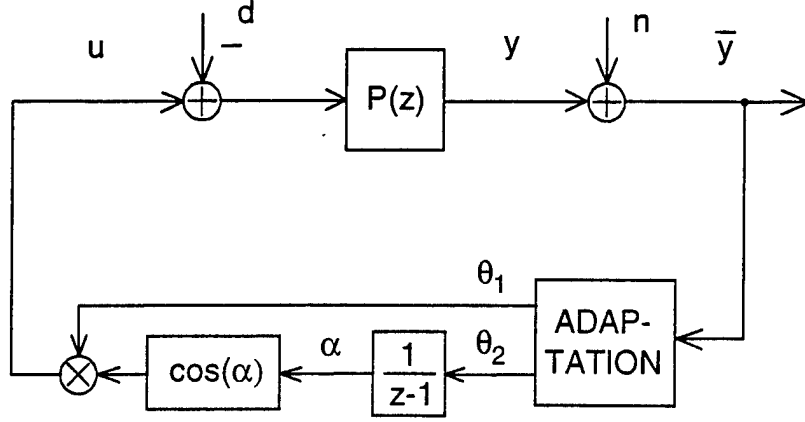 u
d
−
P(z)
y
n
ȳ
θ₁
ADAP-
TATION
θ₂
1
z-1
α
cos(α)